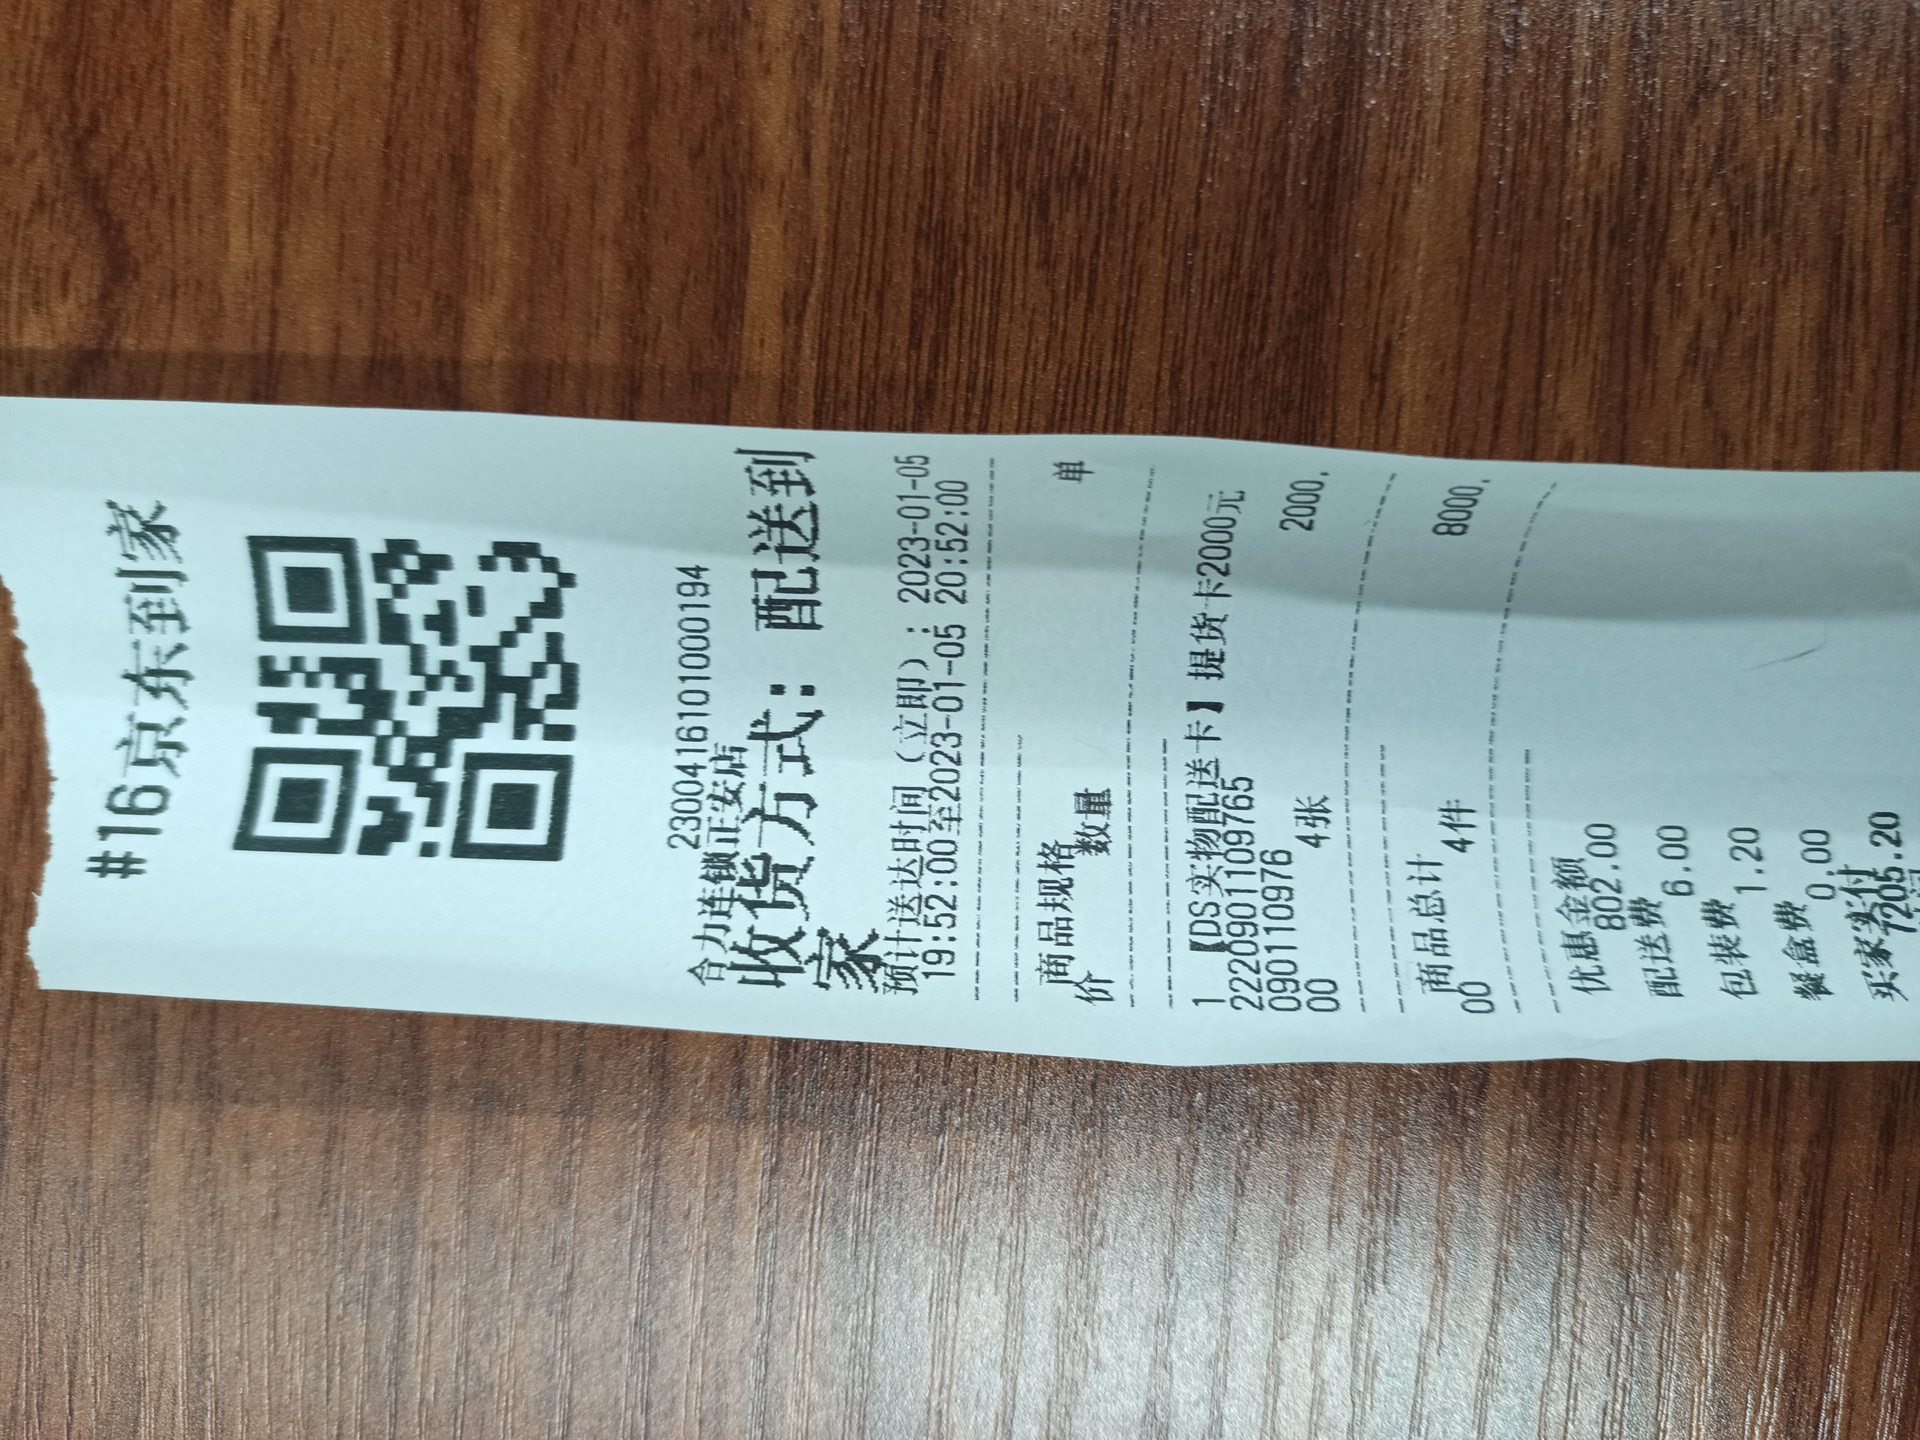 #16京东到家
2300416101000194
合力连锁正安店
收货方式：配送到
家
预计送达时间（立即）：2023-01-05
19:52:00至2023-01-05 20:52:00
商品规格
数量 单
价
1 【DS实物配送卡】提货卡2000元
2220901109765
0901109​76
4张 2000.
00
商品总计
4件 8000.
00
优惠金额
802.00
配送费
6.00
包装费
1.20
餐盒费
0.00
买家实付
7205.20